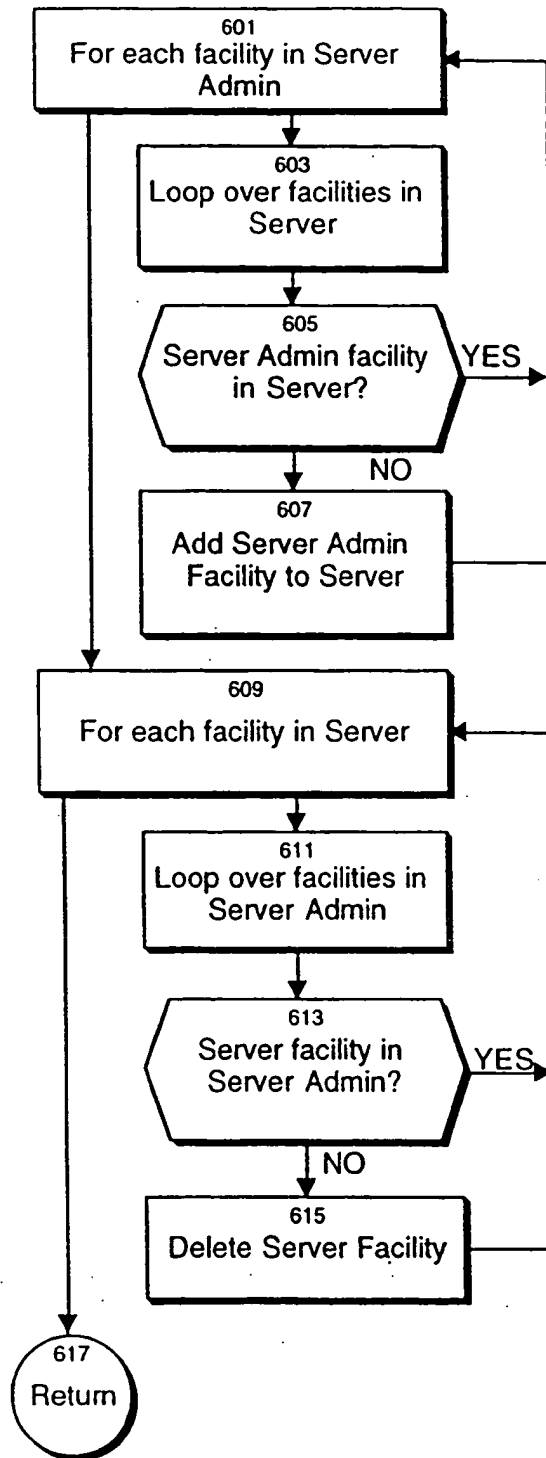 601
For each facility in Server
Admin
603
Loop over facilities in
Server
605
Server Admin facility
in Server?
YES
NO
607
Add Server Admin
Facility to Server
609
For each facility in Server
611
Loop over facilities in
Server Admin
613
Server facility in
Server Admin?
YES
NO
615
Delete Server Facility
617
Return